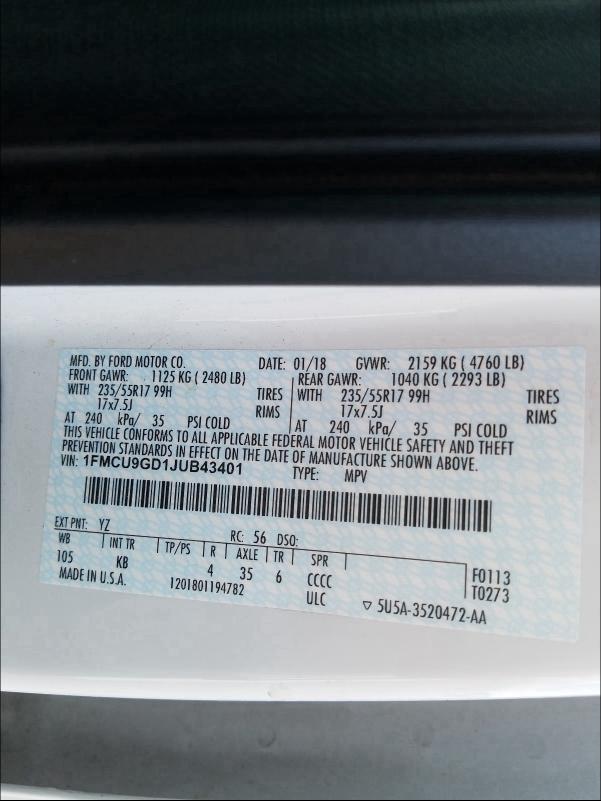 MFD. BY FORD MOTOR CO. DATE: 01/18 GVWR: 2159 KG ( 4760 LB)
FRONT GAWR: 1125 KG ( 2480 LB) REAR GAWR: 1040 KG ( 2293 LB)
WITH 235/55R17 99H TIRES WITH 235/55R17 99H TIRES
17x7.5J RIMS 17x7.5J RIMS
AT 240 kPa/ 35 PSI COLD AT 240 kPa/ 35 PSI COLD
THIS VEHICLE CONFORMS TO ALL APPLICABLE FEDERAL MOTOR VEHICLE SAFETY AND THEFT
PREVENTION STANDARDS IN EFFECT ON THE DATE OF MANUFACTURE SHOWN ABOVE.
VIN: 1FMCU9GD1JUB43401 TYPE: MPV
EXT PNT: YZ RC: 56 DSO:
WB INT TR TP/PS R AXLE TR SPR
105 KB 4 35 6 CCCC F0113
MADE IN U.S.A. 1201801194782 ULC ▽ 5U5A-3520472-AA T0273